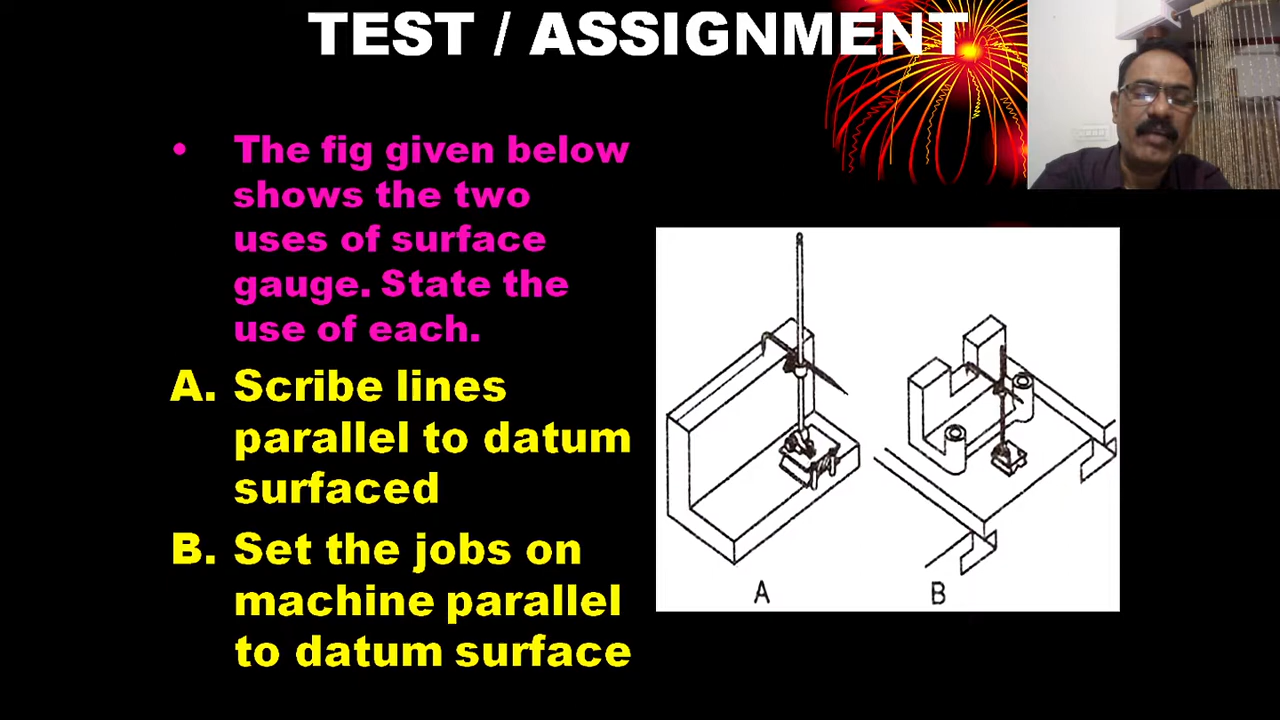 TEST / ASSIGNMENT
• The fig given below
shows the two
uses of surface
gauge. State the
use of each.
A. Scribe lines
parallel to datum
surfaced
B. Set the jobs on
machine parallel
to datum surface
A
B